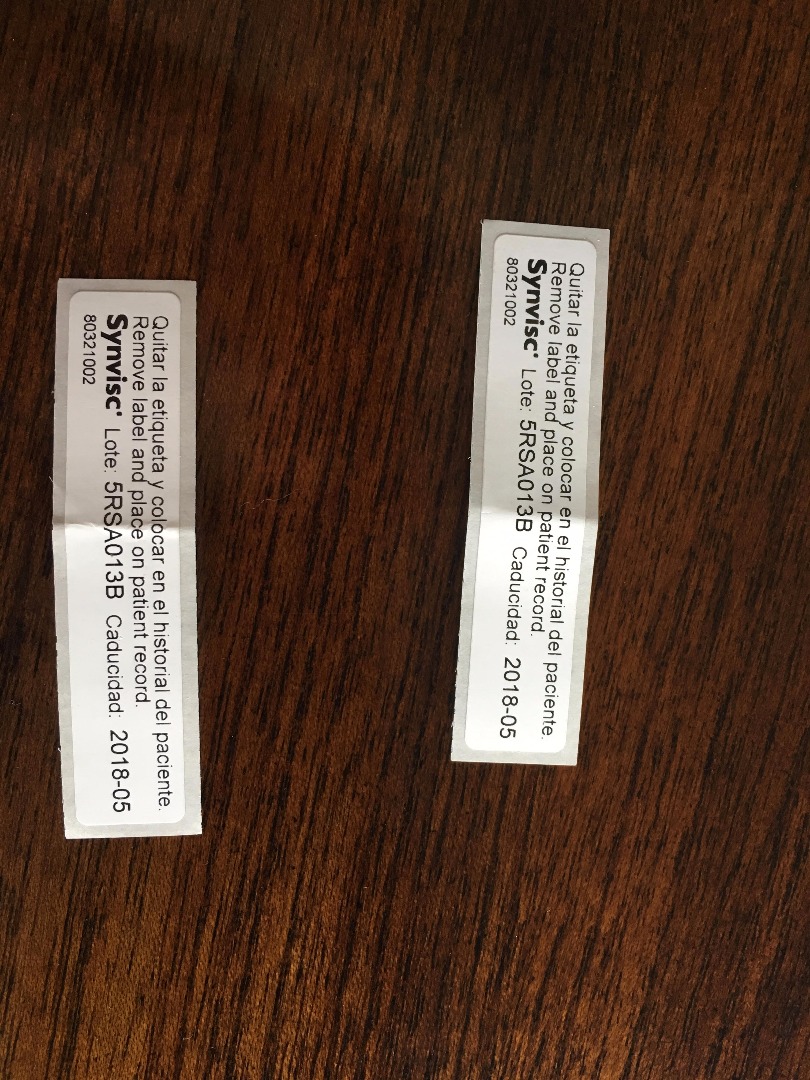 Quitar la etiqueta y colocar en el historial del paciente.
Remove label and place on patient record.
Synvisc® Lote: 5RSA013B Caducidad: 2018-05
80321002
Quitar la etiqueta y colocar en el historial del paciente.
Remove label and place on patient record.
Synvisc® Lote: 5RSA013B Caducidad: 2018-05
80321002